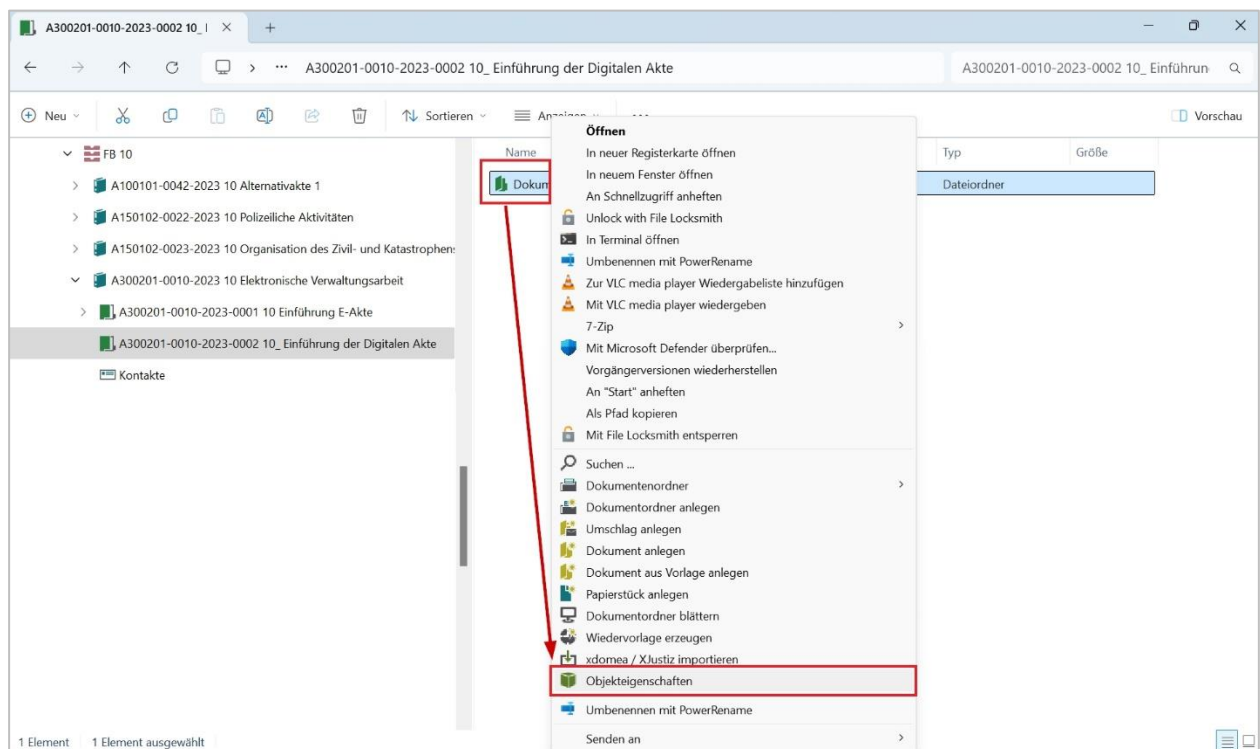 A300201-0010-2023-0002 10_ I
A300201-0010-2023-0002 10_ Einführung der Digitalen Akte
A300201-0010-2023-0002 10_ Einführun
Neu
Sortieren
Anzeigen
Vorschau
FB 10
A100101-0042-2023 10 Alternativakte 1
A150102-0022-2023 10 Polizeiliche Aktivitäten
A150102-0023-2023 10 Organisation des Zivil- und Katastrophens
A300201-0010-2023 10 Elektronische Verwaltungsarbeit
A300201-0010-2023-0001 10 Einführung E-Akte
A300201-0010-2023-0002 10_ Einführung der Digitalen Akte
Kontakte
Name
Typ
Größe
Dokum
Dateiordner
Öffnen
In neuer Registerkarte öffnen
In neuem Fenster öffnen
An Schnellzugriff anheften
Unlock with File Locksmith
In Terminal öffnen
Umbenennen mit PowerRename
Zur VLC media player Wiedergabeliste hinzufügen
Mit VLC media player wiedergeben
7-Zip
Mit Microsoft Defender überprüfen...
Vorgängerversionen wiederherstellen
An "Start" anheften
Als Pfad kopieren
Mit File Locksmith entsperren
Suchen ...
Dokumentenordner
Dokumentordner anlegen
Umschlag anlegen
Dokument anlegen
Dokument aus Vorlage anlegen
Papierstück anlegen
Dokumentordner blättern
Wiedervorlage erzeugen
xdomea / XJustiz importieren
Objekteigenschaften
Umbenennen mit PowerRename
Senden an
1 Element
1 Element ausgewählt